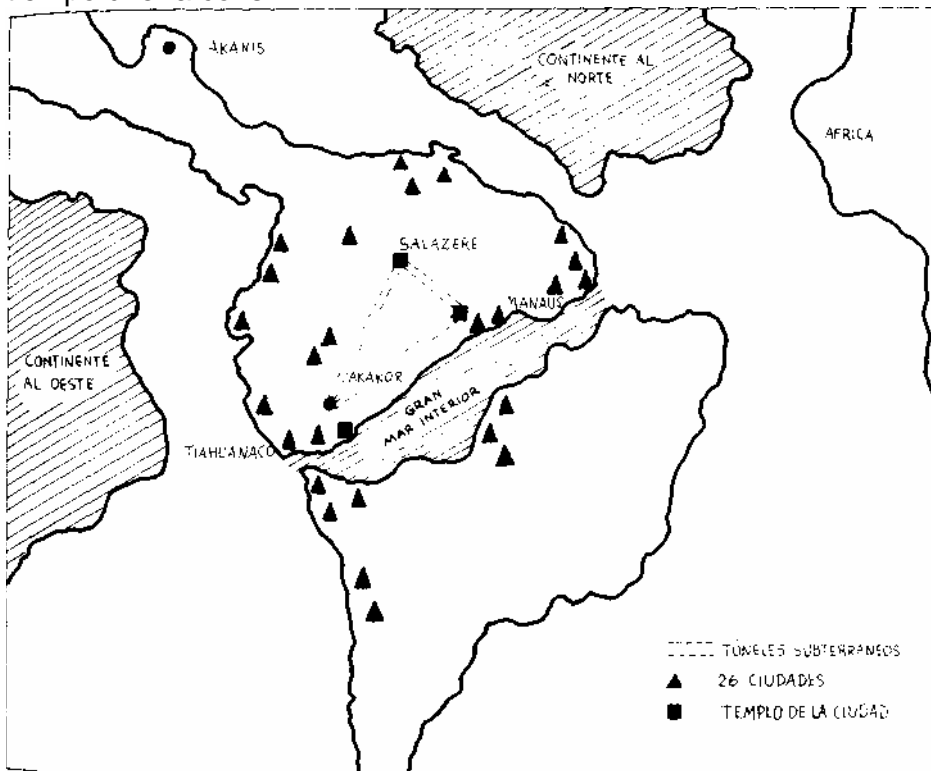 AKANIS
CONTINENTE AL
NORTE
AFRICA
SALAZERE
MANAUS
CONTINENTE
AL OESTE
AKAKOR
GRAN
MAR INTERIOR
TIAHUANACO
TÚNELES SUBTERRANEOS
26 CIUDADES
TEMPLO DE LA CIUDAD